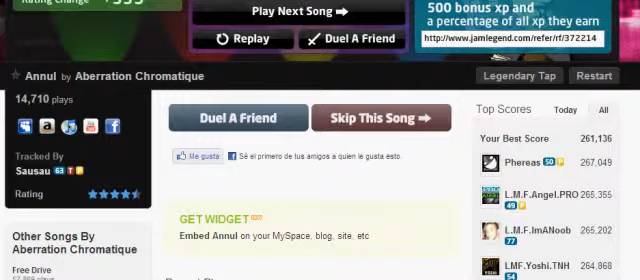 Rating Change
Play Next Song
500 bonus xp and
a percentage of all xp they earn
http://www.jamlegend.com/refer/rf/372214
Replay
Duel A Friend
Annul by Aberration Chromatique
Legendary Tap
Restart
14,710 plays
Tracked By
Sausau 63 T P
Rating
Duel A Friend
Skip This Song
Me gusta
Sé el primero de tus amigos a quien le gusta esto.
GET WIDGET
Embed Annul on your MySpace, blog, site, etc
Other Songs By
Aberration Chromatique
Free Drive
Top Scores
Today
All
Your Best Score 261,136
Phereas 50 P 267,049
L.M.F.Angel.PRO 265,355
49 P
L.M.F.ImANoob 265,202
77
LMF.Yoshi.TNH 264,868
54